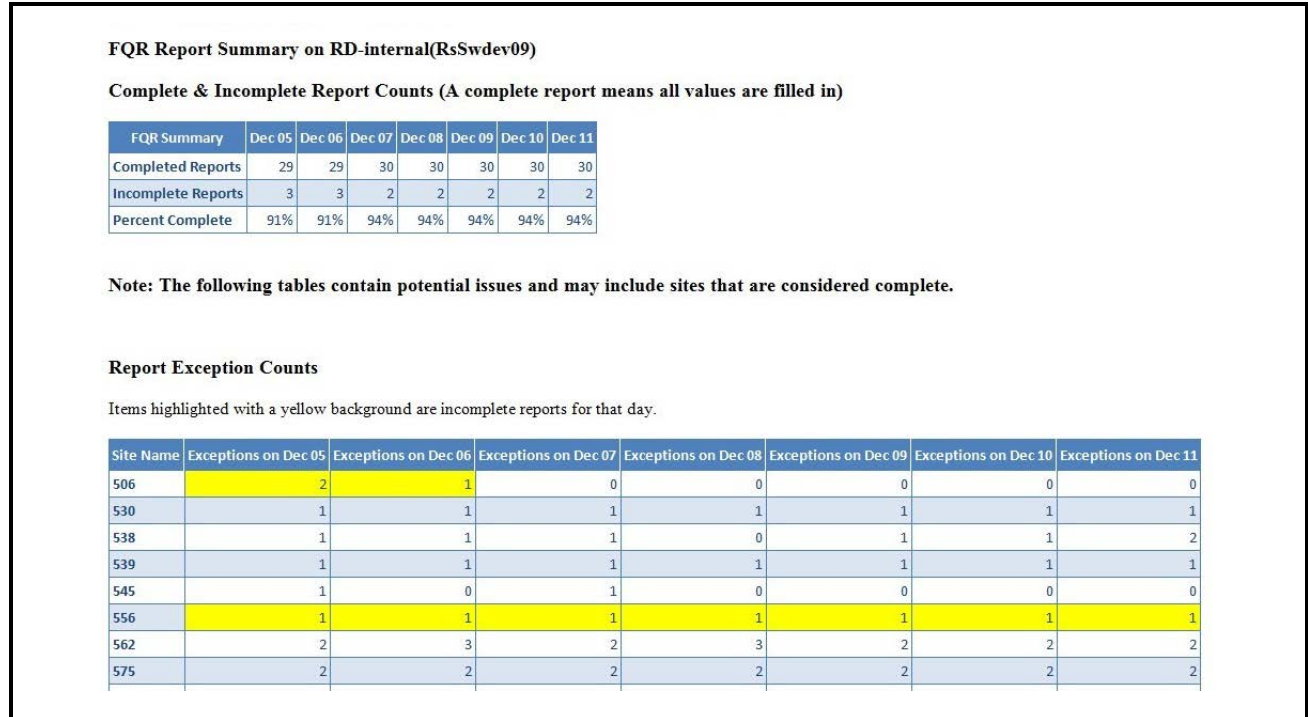 FQR Report Summary on RD-internal(RsSwdev09)
Complete & Incomplete Report Counts (A complete report means all values are filled in)
FQR Summary Dec 05 Dec 06 Dec 07 Dec 08 Dec 09 Dec 10 Dec 11
Completed Reports 29 29 30 30 30 30 30
Incomplete Reports 3 3 2 2 2 2 2
Percent Complete 91% 91% 94% 94% 94% 94% 94%
Note: The following tables contain potential issues and may include sites that are considered complete.
Report Exception Counts
Items highlighted with a yellow background are incomplete reports for that day.
Site Name Exceptions on Dec 05 Exceptions on Dec 06 Exceptions on Dec 07 Exceptions on Dec 08 Exceptions on Dec 09 Exceptions on Dec 10 Exceptions on Dec 11
506 2 1 0 0 0 0 0
530 1 1 1 1 1 1 1
538 1 1 1 0 1 1 2
539 1 1 1 1 1 1 1
545 1 0 1 0 0 0 0
556 1 1 1 1 1 1 1
562 2 3 2 3 2 2 2
575 2 2 2 2 2 2 2